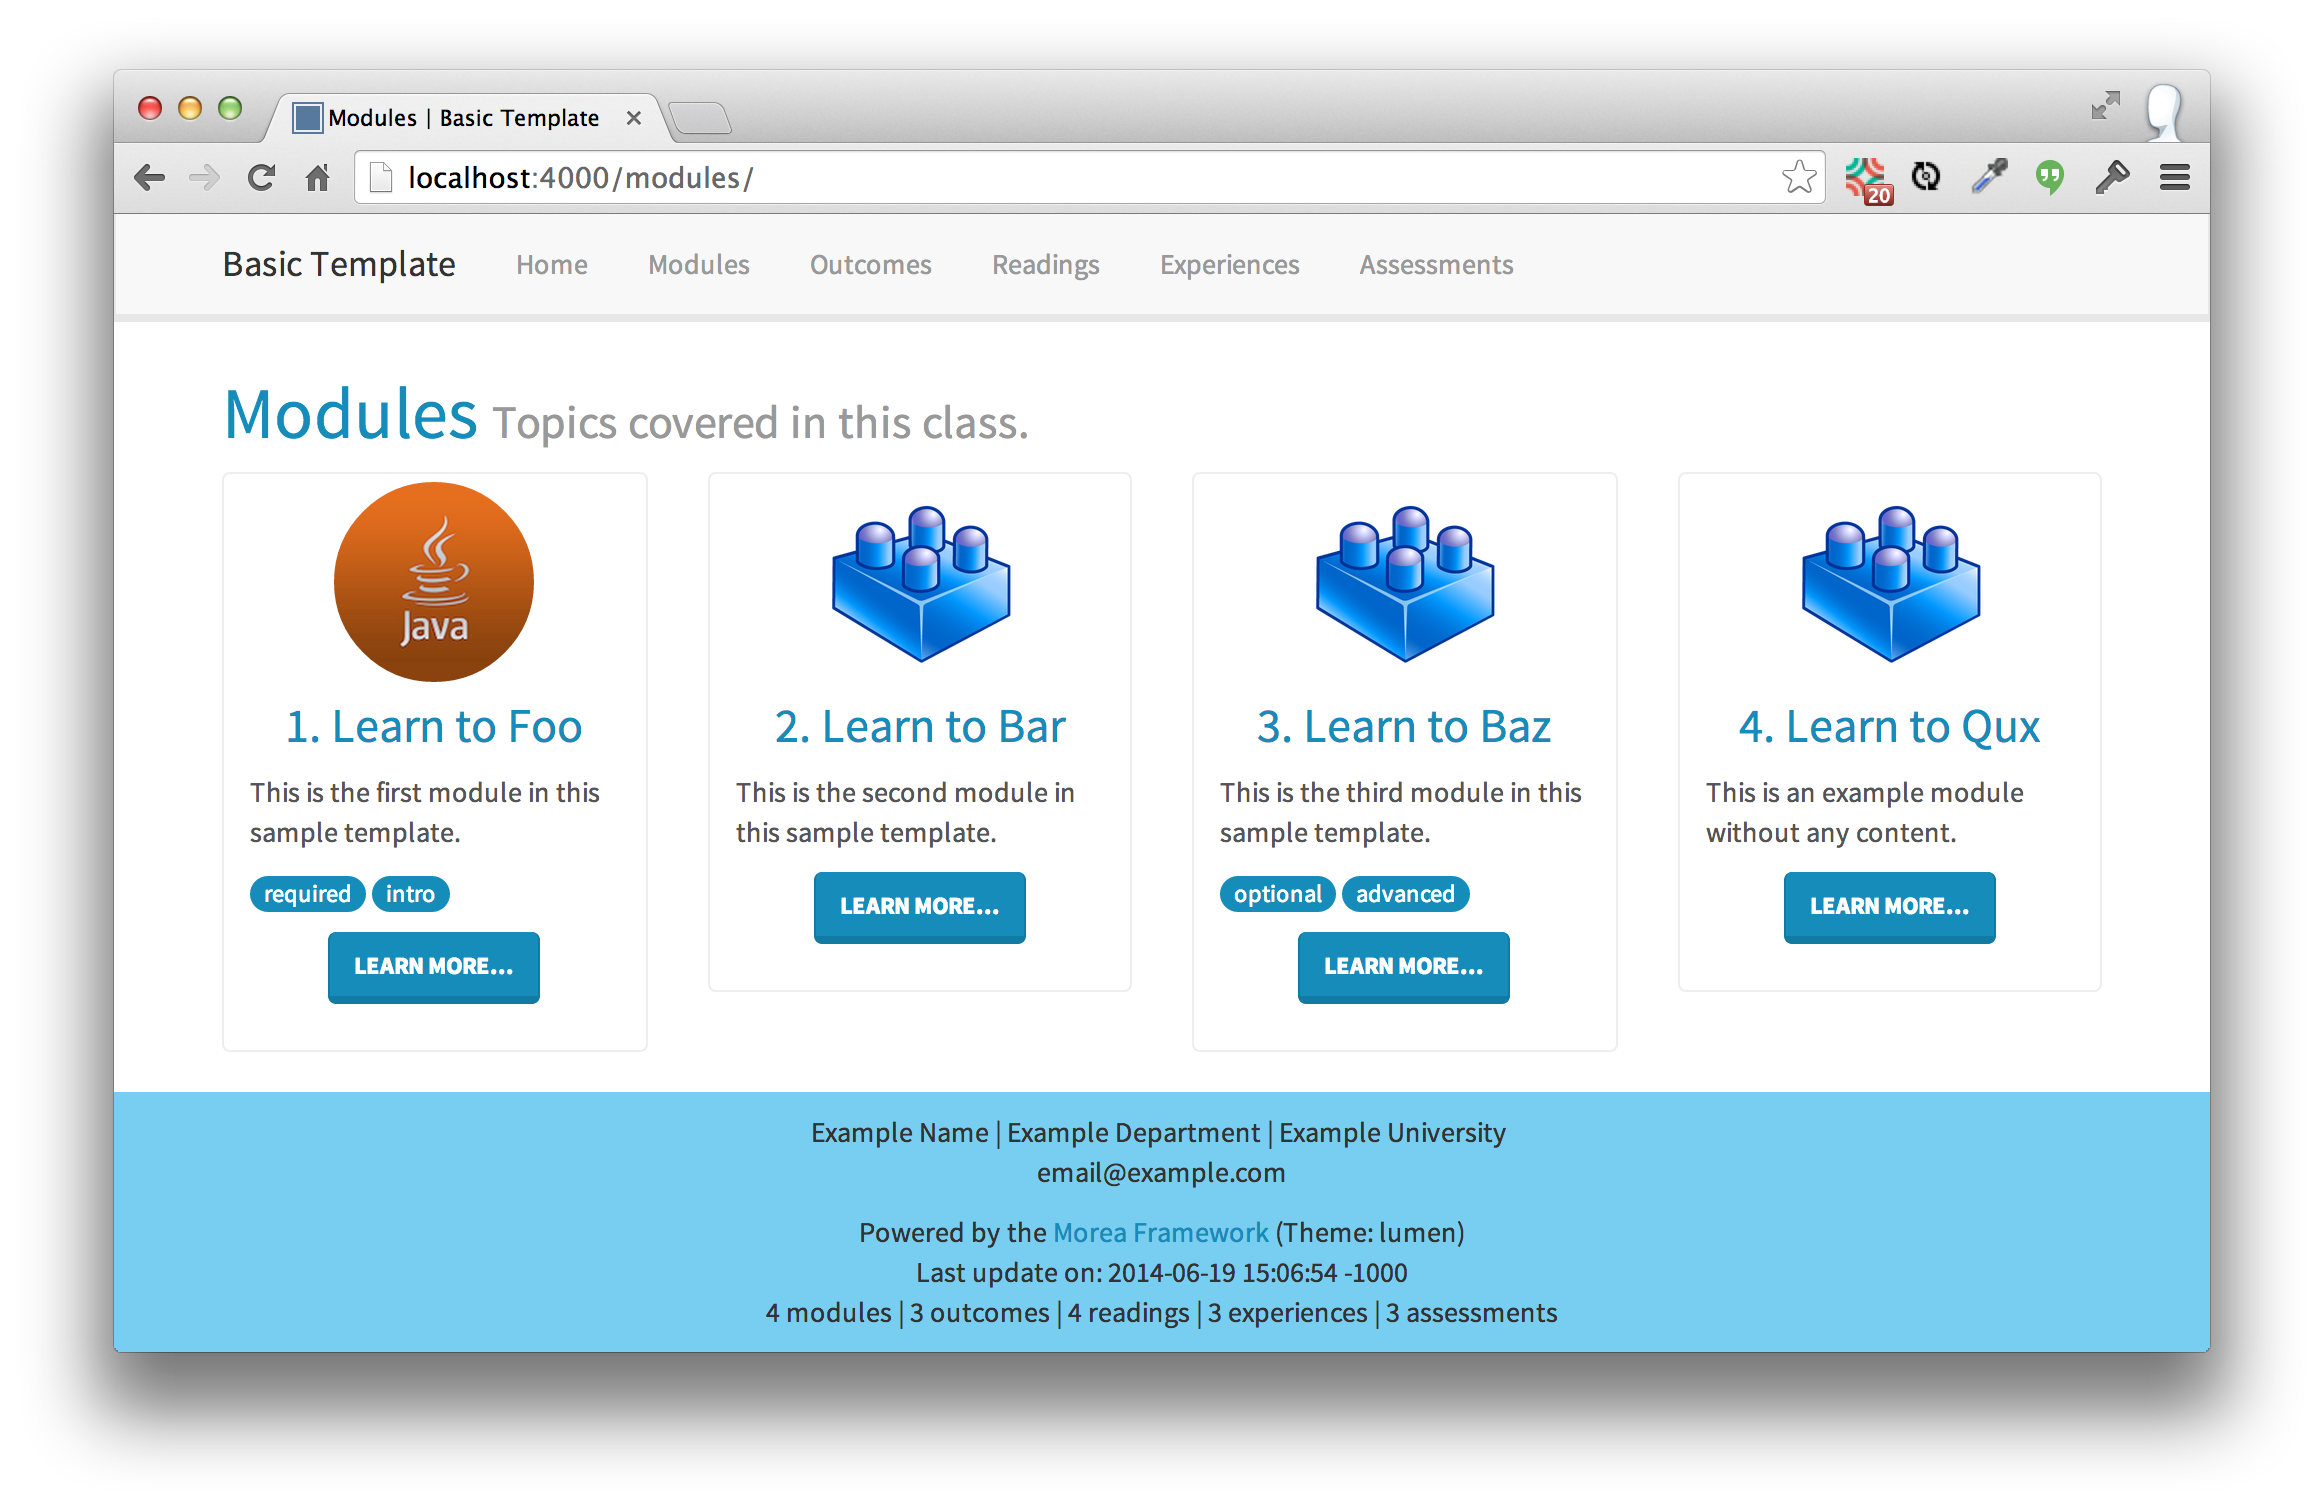 Modules | Basic Template
localhost:4000/modules/
20
Basic Template Home Modules Outcomes Readings Experiences Assessments
Modules Topics covered in this class.
Java
1. Learn to Foo
This is the first module in this
sample template.
required intro
LEARN MORE...
2. Learn to Bar
This is the second module in
this sample template.
LEARN MORE...
3. Learn to Baz
This is the third module in this
sample template.
optional advanced
LEARN MORE...
4. Learn to Qux
This is an example module
without any content.
LEARN MORE...
Example Name | Example Department | Example University
email@example.com
Powered by the Morea Framework (Theme: lumen)
Last update on: 2014-06-19 15:06:54 -1000
4 modules | 3 outcomes | 4 readings | 3 experiences | 3 assessments